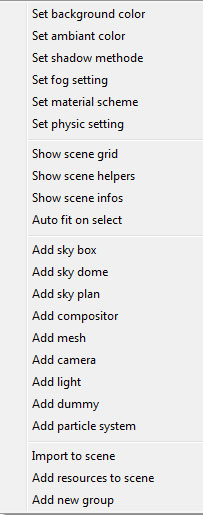 Set background color
Set ambiant color
Set shadow methode
Set fog setting
Set material scheme
Set physic setting
Show scene grid
Show scene helpers
Show scene infos
Auto fit on select
Add sky box
Add sky dome
Add sky plan
Add compositor
Add mesh
Add camera
Add light
Add dummy
Add particle system
Import to scene
Add resources to scene
Add new group